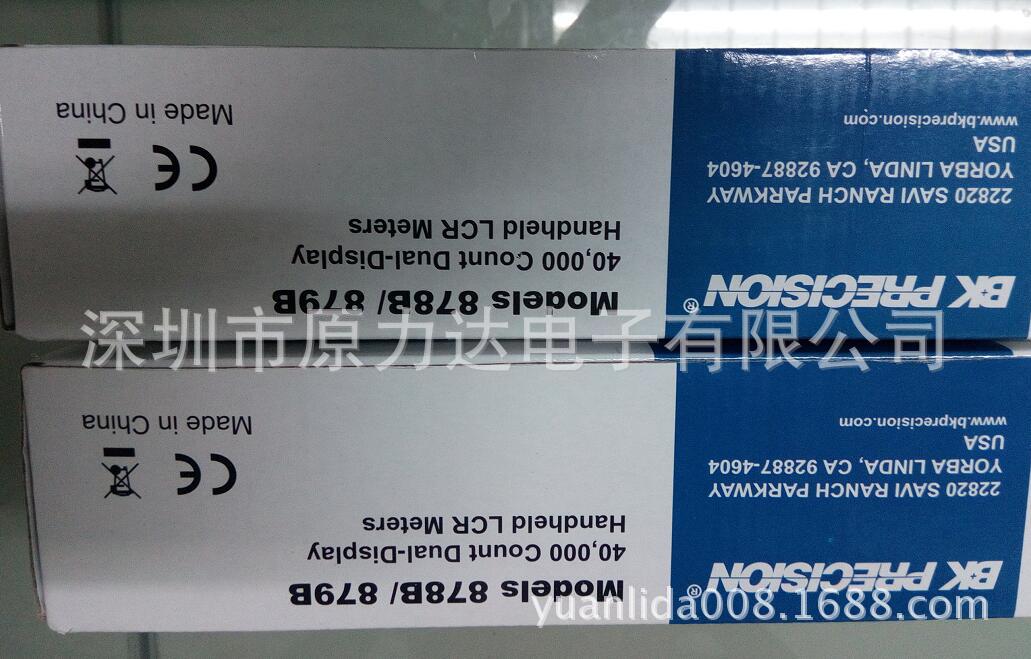 BK PRECISION®
22820 SAVI RANCH PARKWAY
YORBA LINDA, CA 92887-4604
USA
www.bkprecision.com
Models 878B/ 879B
40,000 Count Dual-Display
Handheld LCR Meters
CE
Made in China
深圳市原力达电子有限公司
BK PRECISION®
22820 SAVI RANCH PARKWAY
YORBA LINDA, CA 92887-4604
USA
www.bkprecision.com
Models 878B/ 879B
40,000 Count Dual-Display
Handheld LCR Meters
CE
Made in China
yuanlida008.1688.com